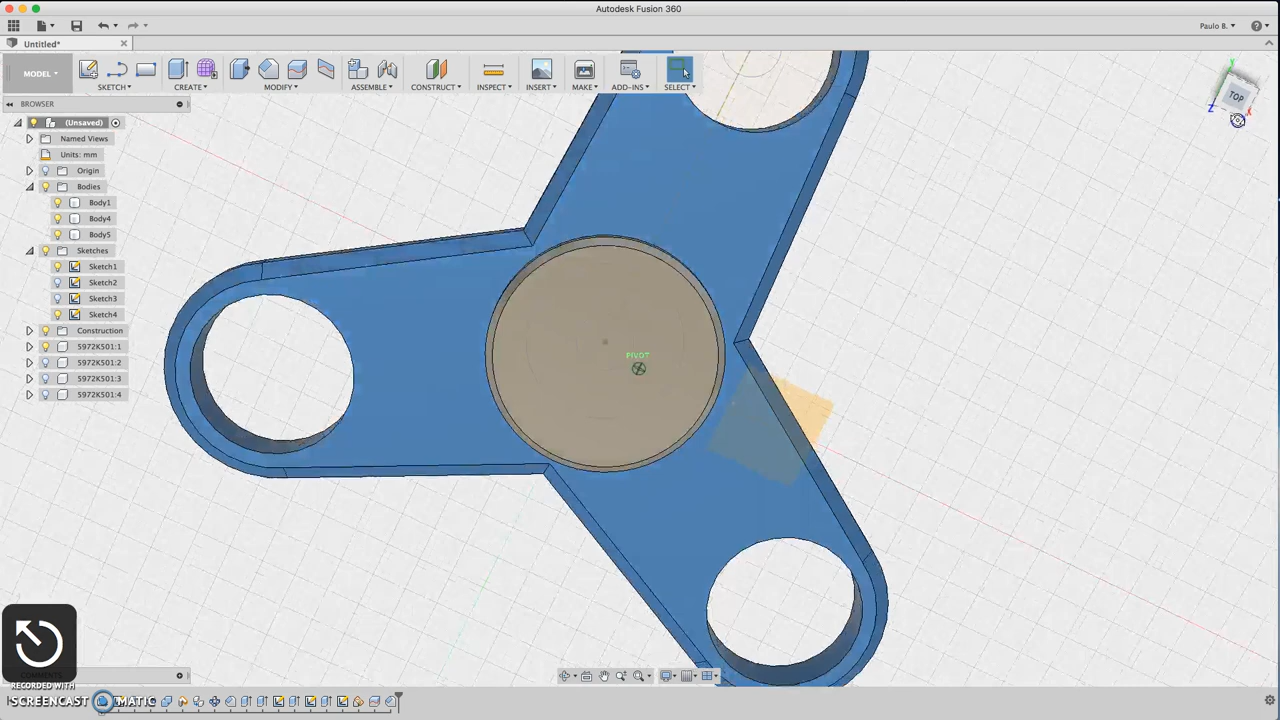 Autodesk Fusion 360
Paulo B.
Untitled*
MODEL
SKETCH
CREATE
MODIFY
ASSEMBLE
CONSTRUCT
INSPECT
INSERT
MAKE
ADD-INS
SELECT
BROWSER
(Unsaved)
Named Views
Units: mm
Origin
Bodies
Body1
Body4
Body5
Sketches
Sketch1
Sketch2
Sketch3
Sketch4
Construction
5972K501:1
5972K501:2
5972K501:3
5972K501:4
Y
TOP
Z
X
PIVOT
COMMENTS
RECORDED WITH
SCREENCAST MATIC